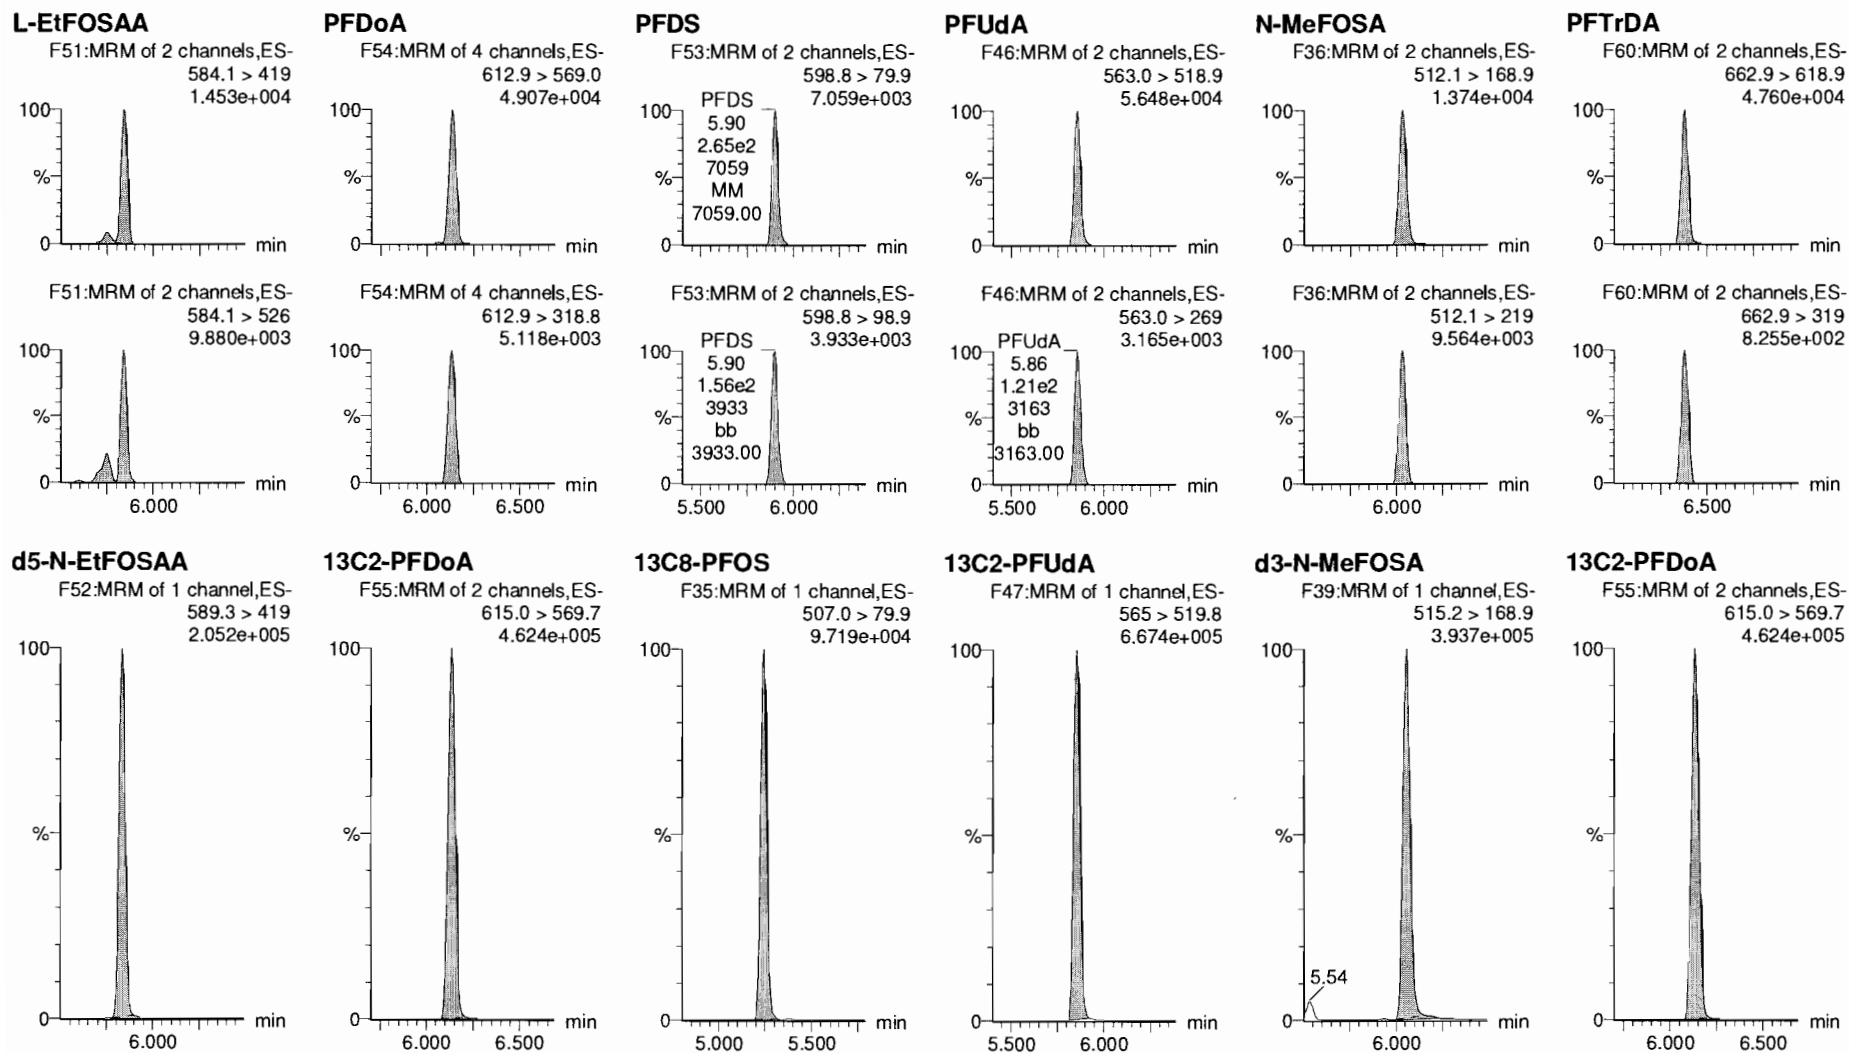 L-EtFOSAA
F51:MRM of 2 channels,ES-
584.1 > 419
1.453e+004
100
%
0
min
F51:MRM of 2 channels,ES-
584.1 > 526
9.880e+003
100
%
0
min
6.000
PFDoA
F54:MRM of 4 channels,ES-
612.9 > 569.0
4.907e+004
100
%
0
min
F54:MRM of 4 channels,ES-
612.9 > 318.8
5.118e+003
100
%
0
min
6.000 6.500
PFDS
F53:MRM of 2 channels,ES-
598.8 > 79.9
7.059e+003
PFDS
5.90
2.65e2
7059
MM
7059.00
100
%
0
min
F53:MRM of 2 channels,ES-
598.8 > 98.9
3.933e+003
PFDS
5.90
1.56e2
3933
bb
3933.00
100
%
0
min
5.500 6.000
PFUdA
F46:MRM of 2 channels,ES-
563.0 > 518.9
5.648e+004
100
%
0
min
F46:MRM of 2 channels,ES-
563.0 > 269
3.165e+003
PFUdA
5.86
1.21e2
3163
bb
3163.00
100
%
0
min
5.500 6.000
N-MeFOSA
F36:MRM of 2 channels,ES-
512.1 > 168.9
1.374e+004
100
%
0
min
F36:MRM of 2 channels,ES-
512.1 > 219
9.564e+003
100
%
0
min
6.000
PFTrDA
F60:MRM of 2 channels,ES-
662.9 > 618.9
4.760e+004
100
%
0
min
F60:MRM of 2 channels,ES-
662.9 > 319
8.255e+002
100
%
0
min
6.500
d5-N-EtFOSAA
F52:MRM of 1 channel,ES-
589.3 > 419
2.052e+005
100
%
0
min
6.000
13C2-PFDoA
F55:MRM of 2 channels,ES-
615.0 > 569.7
4.624e+005
100
%
0
min
6.000 6.500
13C8-PFOS
F35:MRM of 1 channel,ES-
507.0 > 79.9
9.719e+004
100
%
0
min
5.000 5.500
13C2-PFUdA
F47:MRM of 1 channel,ES-
565 > 519.8
6.674e+005
100
%
0
min
5.500 6.000
d3-N-MeFOSA
F39:MRM of 1 channel,ES-
515.2 > 168.9
3.937e+005
100
%
5.54
0
min
6.000
13C2-PFDoA
F55:MRM of 2 channels,ES-
615.0 > 569.7
4.624e+005
100
%
0
min
6.000 6.500